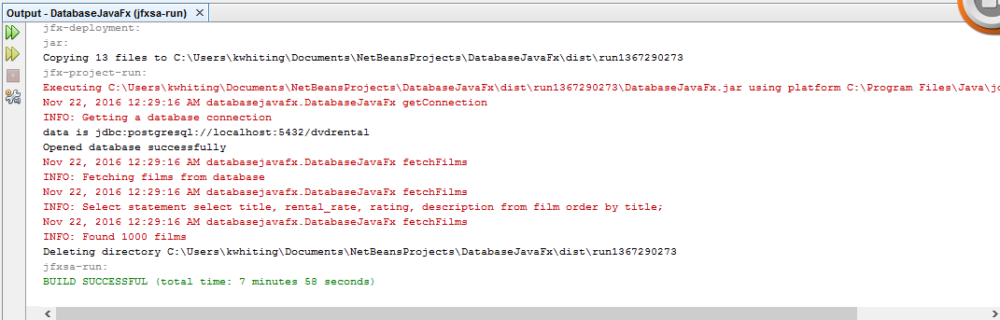 Output - DatabaseJavaFx (jfxsa-run)
jfx-deployment:
jar:
Copying 13 files to C:\Users\kwhiting\Documents\NetBeansProjects\DatabaseJavaFx\dist\run1367290273
jfx-project-run:
Executing C:\Users\kwhiting\Documents\NetBeansProjects\DatabaseJavaFx\dist\run1367290273\DatabaseJavaFx.jar using platform C:\Program Files\Java\jd
Nov 22, 2016 12:29:16 AM databasejavafx.DatabaseJavaFx getConnection
INFO: Getting a database connection
data is jdbc:postgresql://localhost:5432/dvdrental
Opened database successfully
Nov 22, 2016 12:29:16 AM databasejavafx.DatabaseJavaFx fetchFilms
INFO: Fetching films from database
Nov 22, 2016 12:29:16 AM databasejavafx.DatabaseJavaFx fetchFilms
INFO: Select statement select title, rental_rate, rating, description from film order by title;
Nov 22, 2016 12:29:16 AM databasejavafx.DatabaseJavaFx fetchFilms
INFO: Found 1000 films
Deleting directory C:\Users\kwhiting\Documents\NetBeansProjects\DatabaseJavaFx\dist\run1367290273
jfxsa-run:
BUILD SUCCESSFUL (total time: 7 minutes 58 seconds)